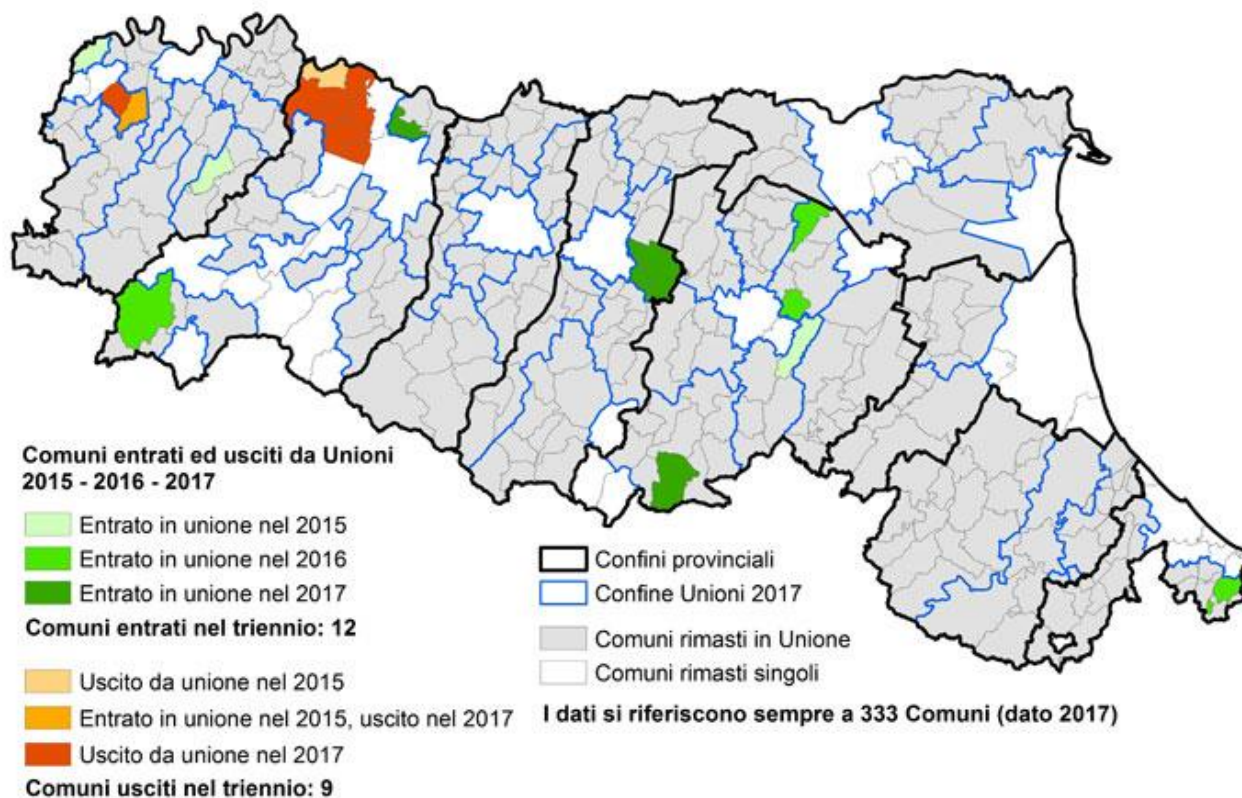 Comuni entrati ed usciti da Unioni
2015 - 2016 - 2017
Entrato in unione nel 2015
Entrato in unione nel 2016
Entrato in unione nel 2017
Comuni entrati nel triennio: 12
Uscito da unione nel 2015
Entrato in unione nel 2015, uscito nel 2017
Uscito da unione nel 2017
Comuni usciti nel triennio: 9
Confini provinciali
Confine Unioni 2017
Comuni rimasti in Unione
Comuni rimasti singoli
I dati si riferiscono sempre a 333 Comuni (dato 2017)